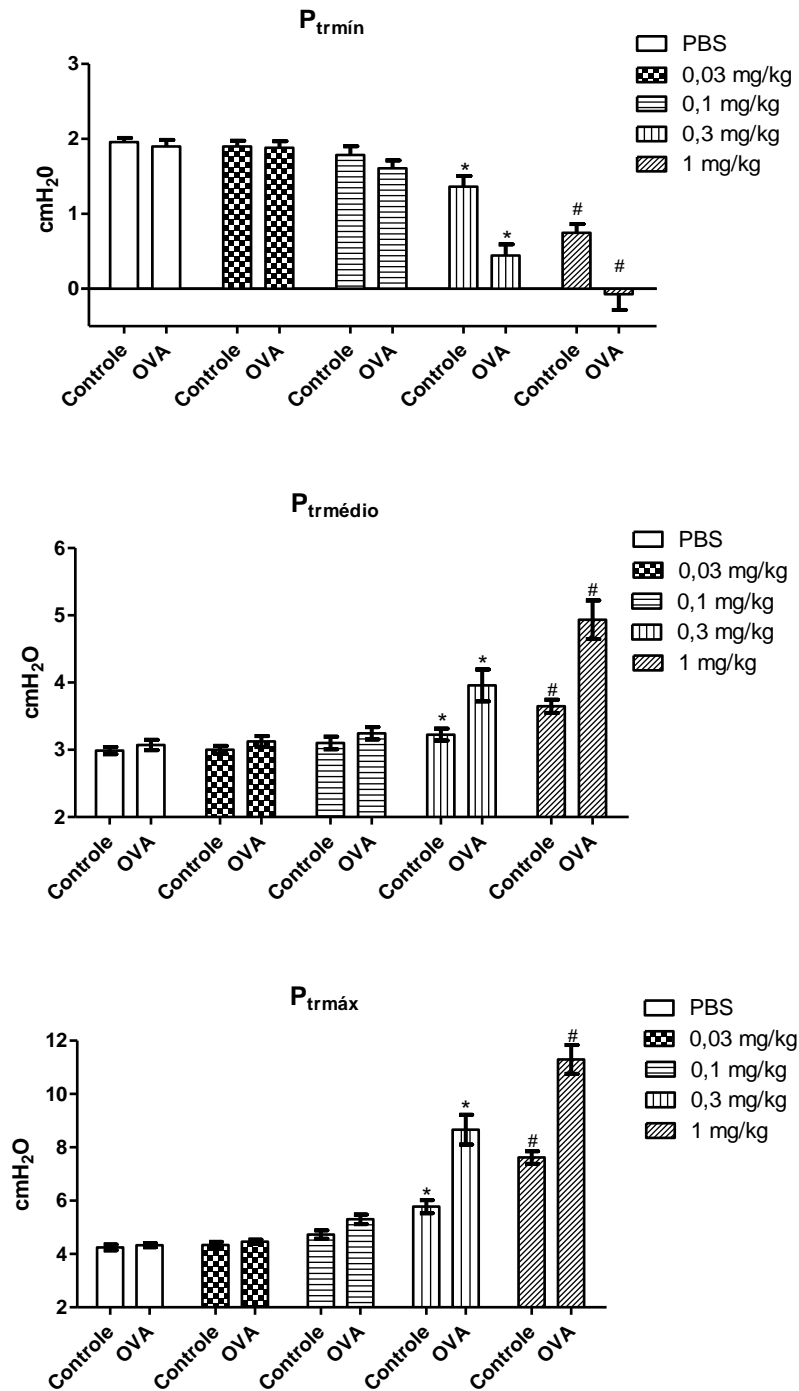 P trmín
PBS
0,03 mg/kg
0,1 mg/kg
0,3 mg/kg
1 mg/kg
cmH20
3
2
1
0
* * # #
Controle OVA Controle OVA Controle OVA Controle OVA Controle OVA
P trmédio
PBS
0,03 mg/kg
0,1 mg/kg
0,3 mg/kg
1 mg/kg
cmH2O
6
5
4
3
2
* * # #
Controle OVA Controle OVA Controle OVA Controle OVA Controle OVA
P trmáx
PBS
0,03 mg/kg
0,1 mg/kg
0,3 mg/kg
1 mg/kg
cmH2O
12
10
8
6
4
2
* * # #
Controle OVA Controle OVA Controle OVA Controle OVA Controle OVA